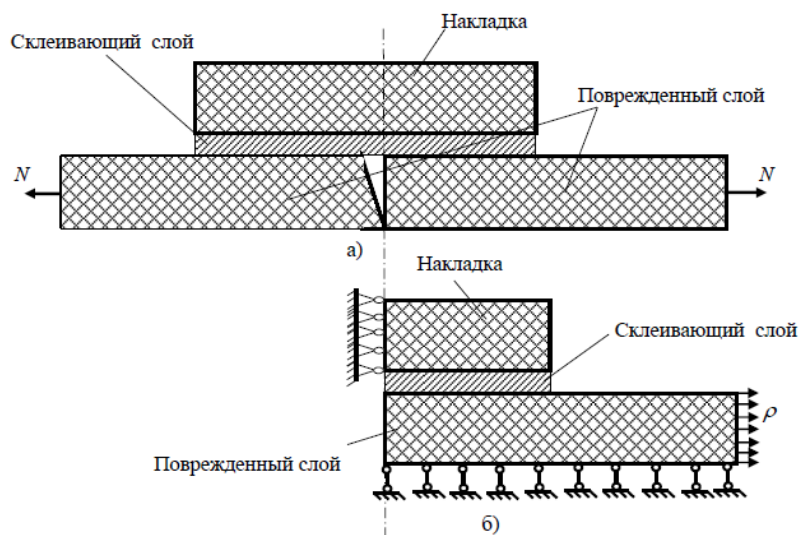 Накладка
Склеивающий слой
Поврежденный слой
N
N
а)
Накладка
Склеивающий слой
ρ
Поврежденный слой
б)